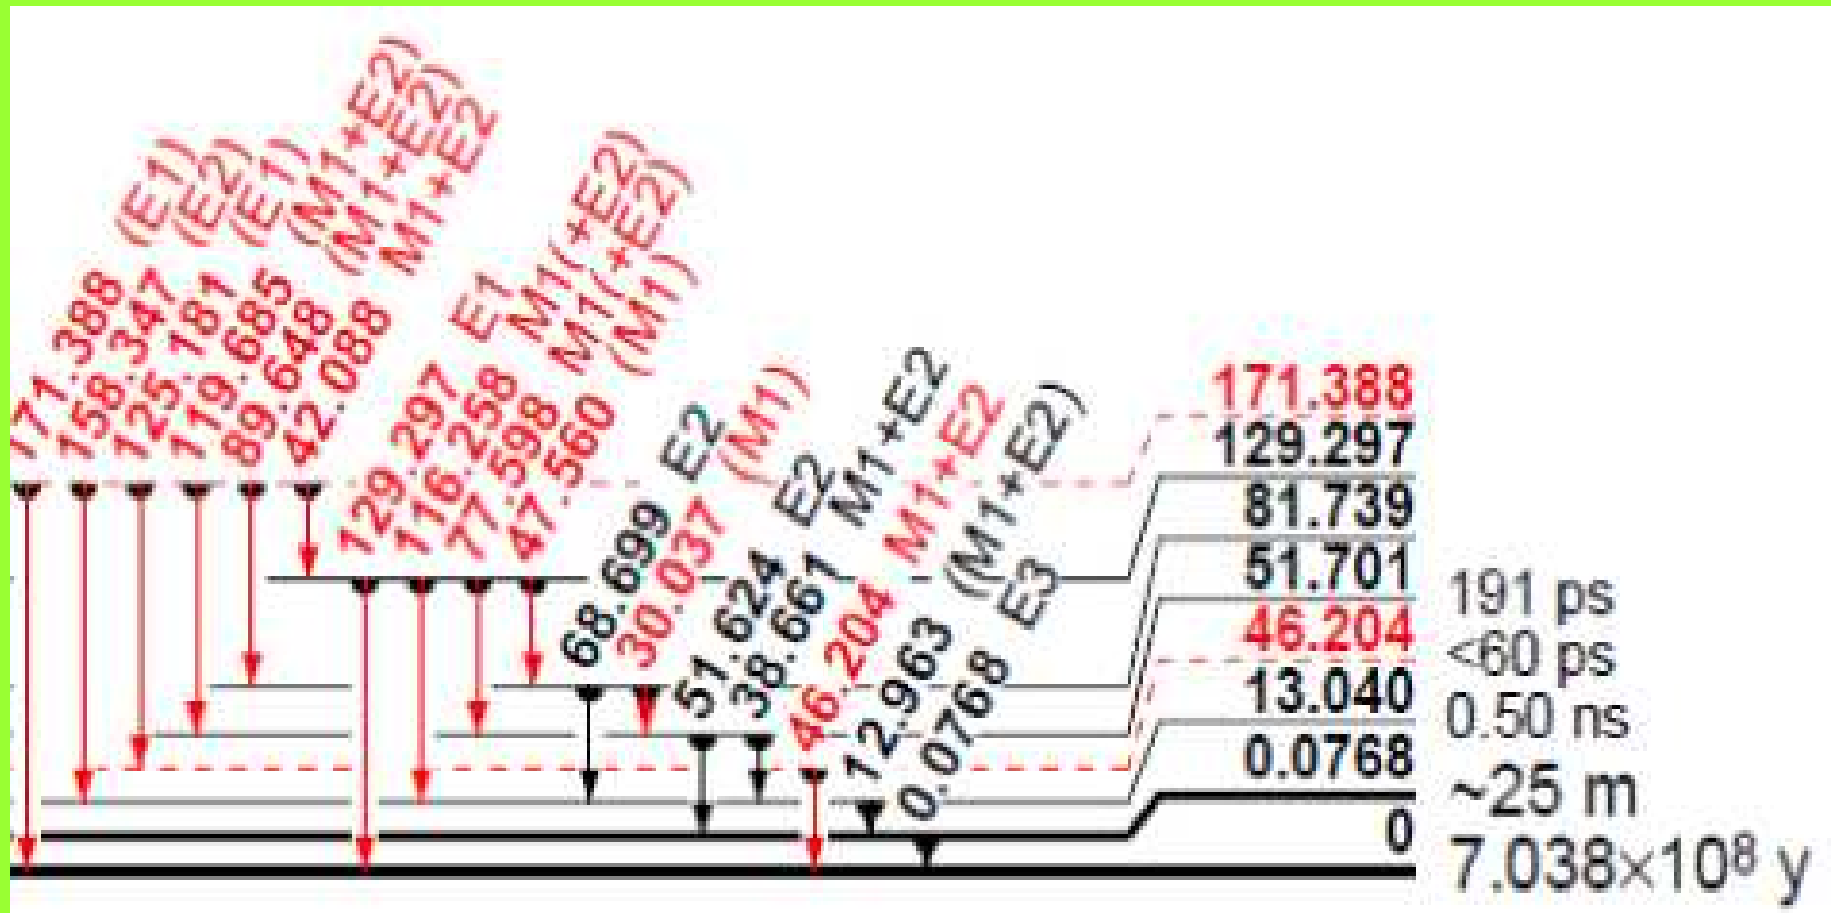 171.388 (E1)
158.347 (E2)
125.181 (E1)
119.685 (M1+E2)
89.648 (M1+E2)
42.088 M1+E2
129.297 E1
116.258 M1(+E2)
77.598 M1(+E2)
47.560 (M1)
68.699 E2
30.037 (M1)
51.624 E2
38.661 M1+E2
46.204 M1+E2
12.963 (M1+E2)
0.0768 E3
171.388
129.297
81.739
51.701 191 ps
46.204 <60 ps
13.040 0.50 ns
0.0768 ~25 m
0 7.038×10⁸ y